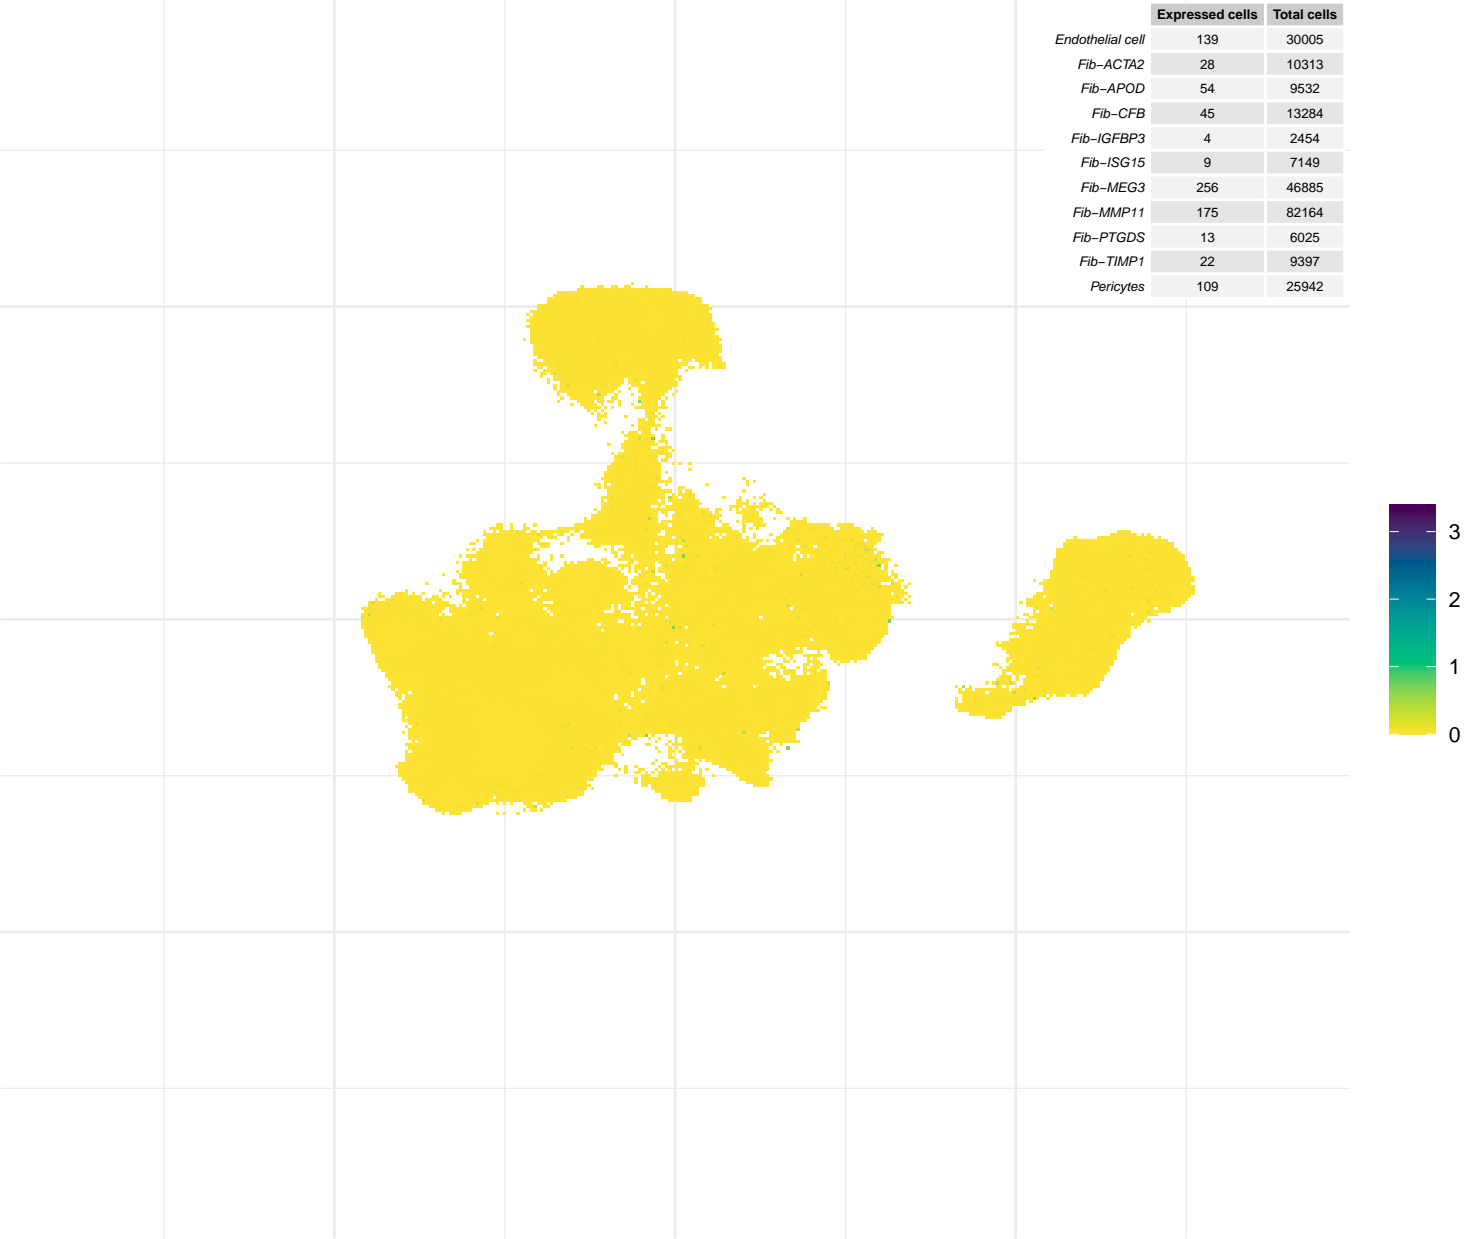 Expressed cells Total cells
Endothelial cell 139 30005
Fib−ACTA2 28 10313
Fib−APOD 54 9532
Fib−CFB 45 13284
Fib−IGFBP3 4 2454
Fib−ISG15 9 7149
Fib−MEG3 256 46885
Fib−MMP11 175 82164
Fib−PTGDS 13 6025
Fib−TIMP1 22 9397
Pericytes 109 25942
3
2
1
0